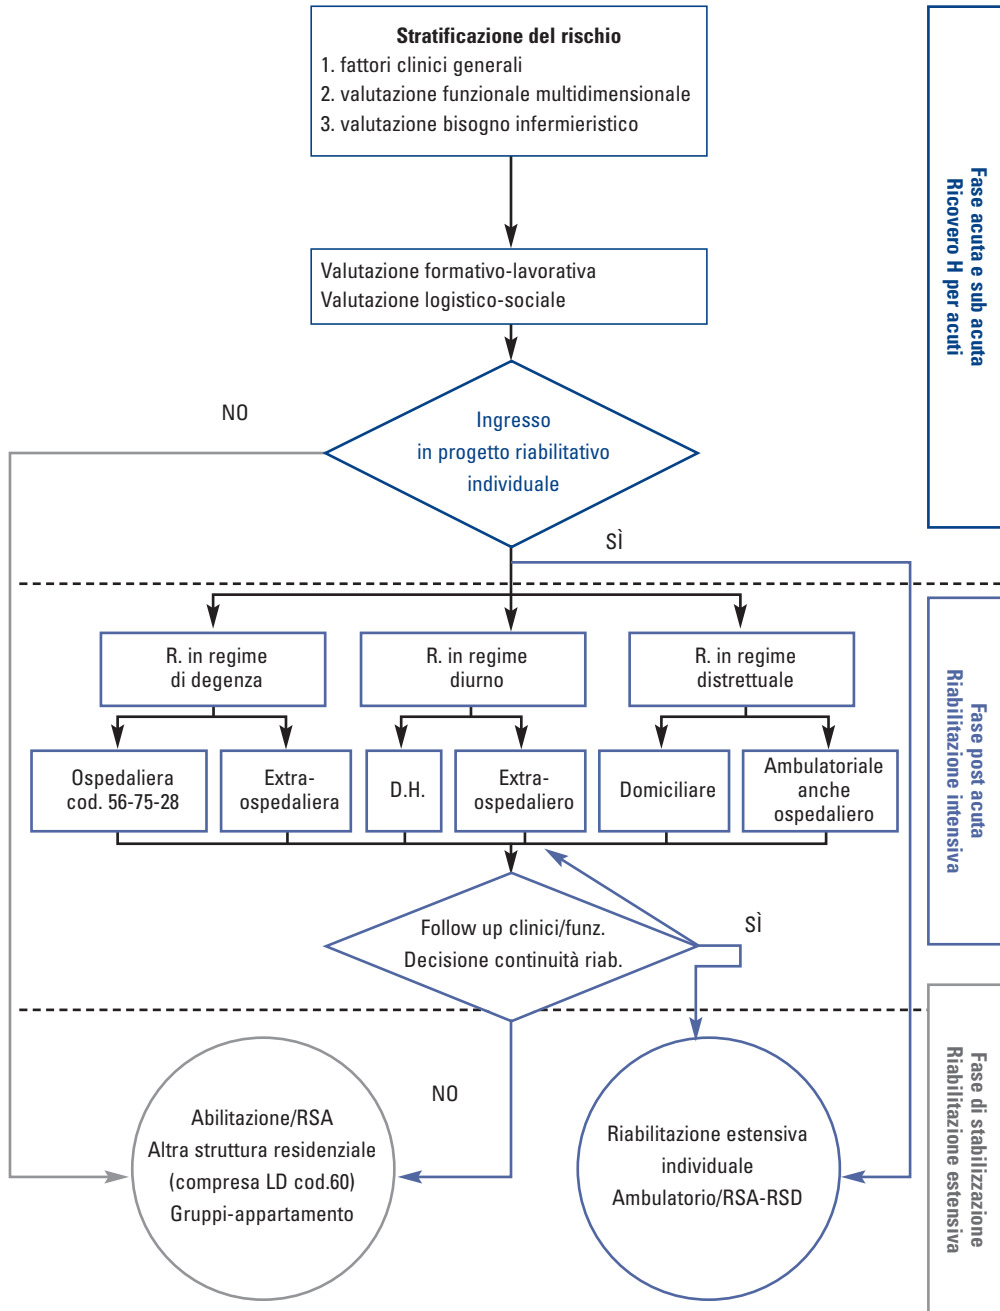 Stratificazione del rischio
1. fattori clinici generali
2. valutazione funzionale multidimensionale
3. valutazione bisogno infermieristico
Fase acuta e sub acuta
Ricovero H per acuti
Valutazione formativo-lavorativa
Valutazione logistico-sociale
NO
Ingresso
in progetto riabilitativo
individuale
SÌ
R. in regime
di degenza
R. in regime
diurno
R. in regime
distrettuale
Fase post acuta
Riabilitazione intensiva
Ospedaliera
cod. 56-75-28
Extra-
ospedaliera
D.H.
Extra-
ospedaliero
Domiciliare
Ambulatoriale
anche
ospedaliero
Follow up clinici/funz.
Decisione continuità riab.
SÌ
NO
Abilitazione/RSA
Altra struttura residenziale
(compresa LD cod.60)
Gruppi-appartamento
Riabilitazione estensiva
individuale
Ambulatorio/RSA-RSD
Fase di stabilizzazione
Riabilitazione estensiva